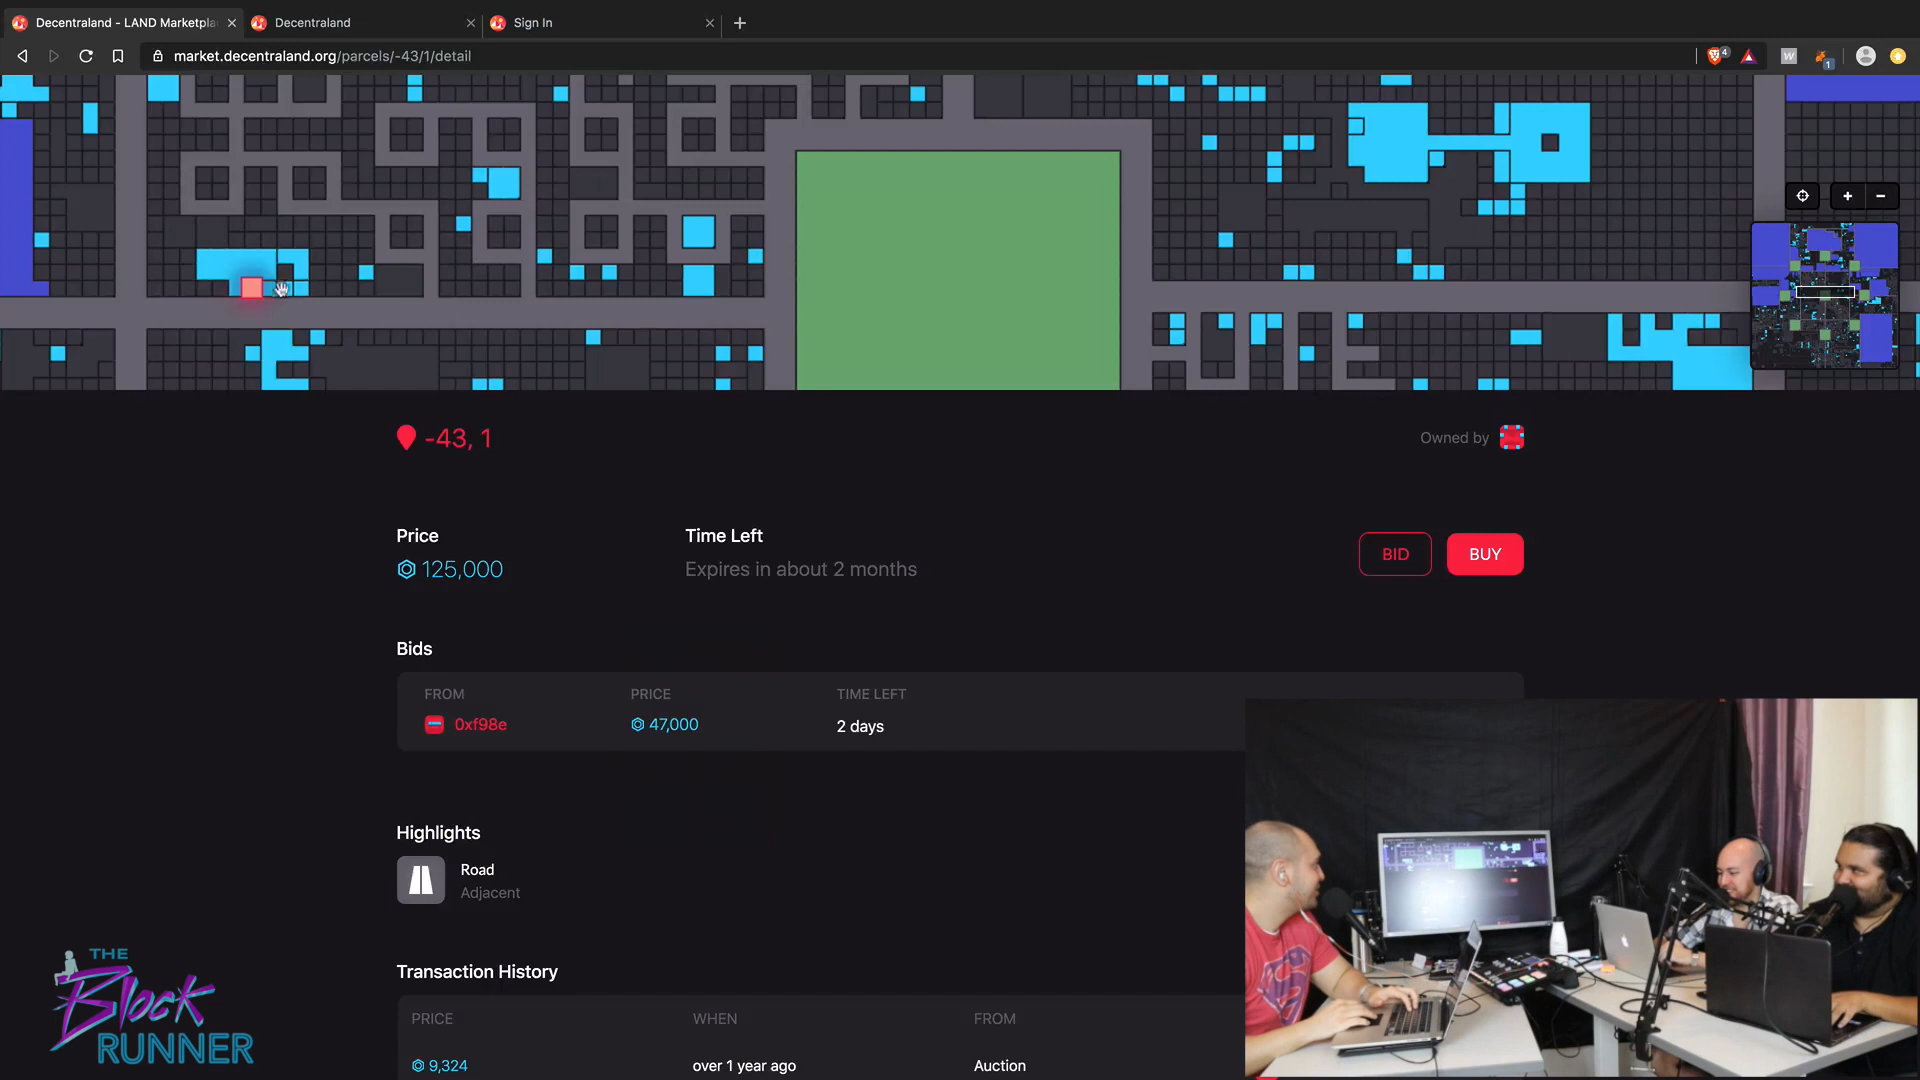 Decentraland - LAND Marketpla
Decentraland
Sign In
market.decentraland.org/parcels/-43/1/detail
4
W
1
-43, 1
Owned by
Price
Time Left
125,000
Expires in about 2 months
BID
BUY
Bids
FROM
PRICE
TIME LEFT
0xf98e
47,000
2 days
Highlights
Road
Adjacent
Transaction History
PRICE
WHEN
FROM
9,324
over 1 year ago
Auction
THE
Block
RUNNER